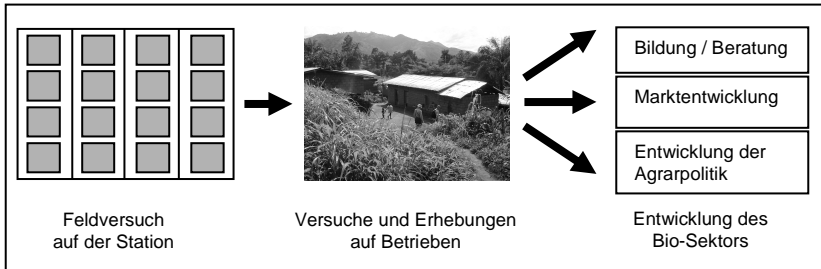 Bildung / Beratung
Marktentwicklung
Entwicklung der
Agrarpolitik
Feldversuch
auf der Station
Versuche und Erhebungen
auf Betrieben
Entwicklung des
Bio-Sektors